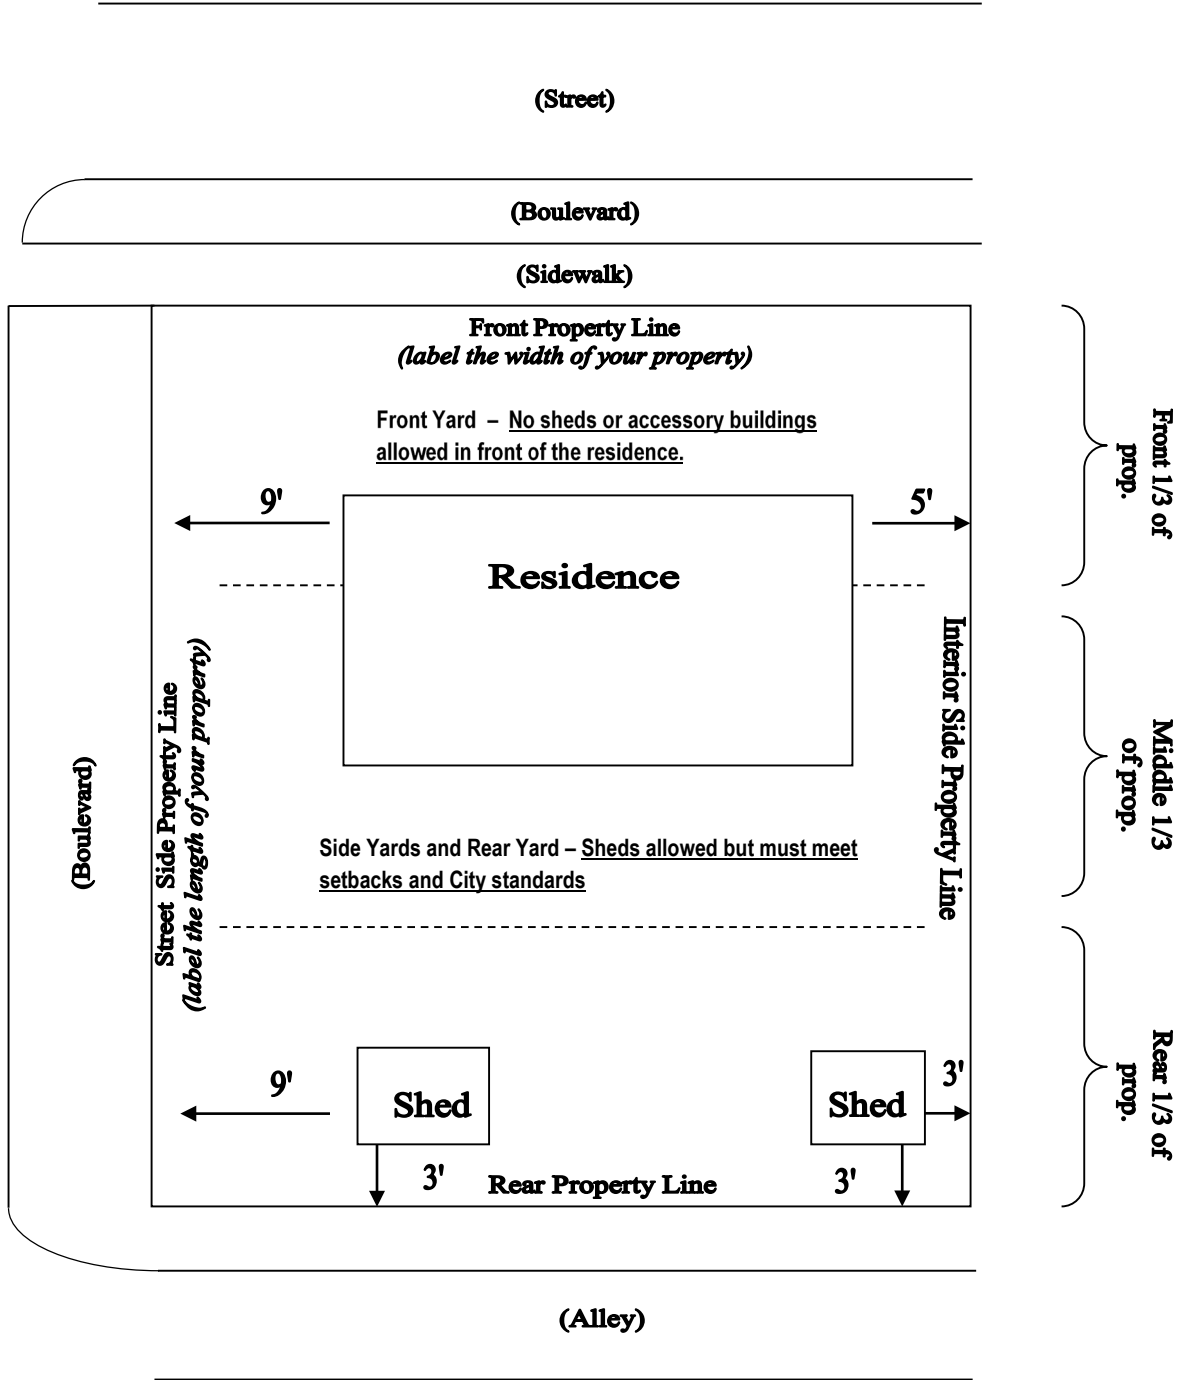 (Street)
(Boulevard)
(Sidewalk)
Front Property Line
(label the width of your property)
Front Yard – No sheds or accessory buildings
allowed in front of the residence.
9'
5'
Residence
Front 1/3 of
prop.
Interior Side Property Line
Middle 1/3
of prop.
(Boulevard)
Street Side Property Line
(label the length of your property)
Side Yards and Rear Yard – Sheds allowed but must meet
setbacks and City standards
Rear 1/3 of
prop.
9'
Shed
Shed
3'
3'
Rear Property Line
3'
(Alley)